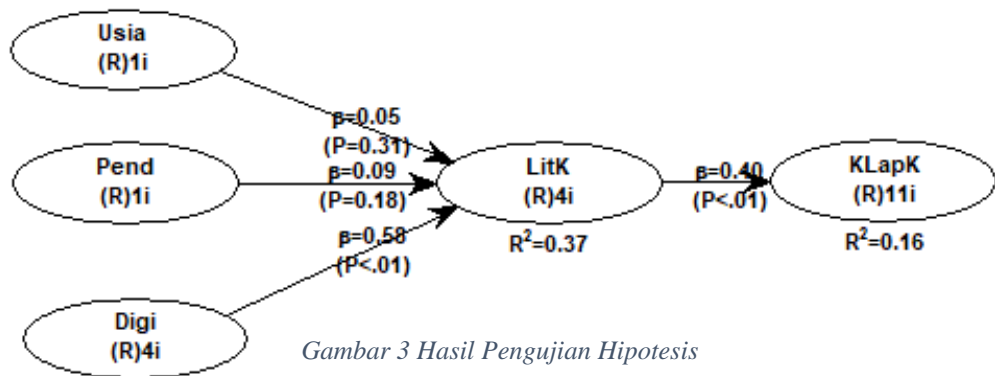 Usia
(R)1i
β=0.05
(P=0.31)
Pend
(R)1i
β=0.09
(P=0.18)
LitK
(R)4i
R²=0.37
β=0.40
(P<.01)
KLapK
(R)11i
R²=0.16
β=0.58
(P<.01)
Digi
(R)4i
Gambar 3 Hasil Pengujian Hipotesis